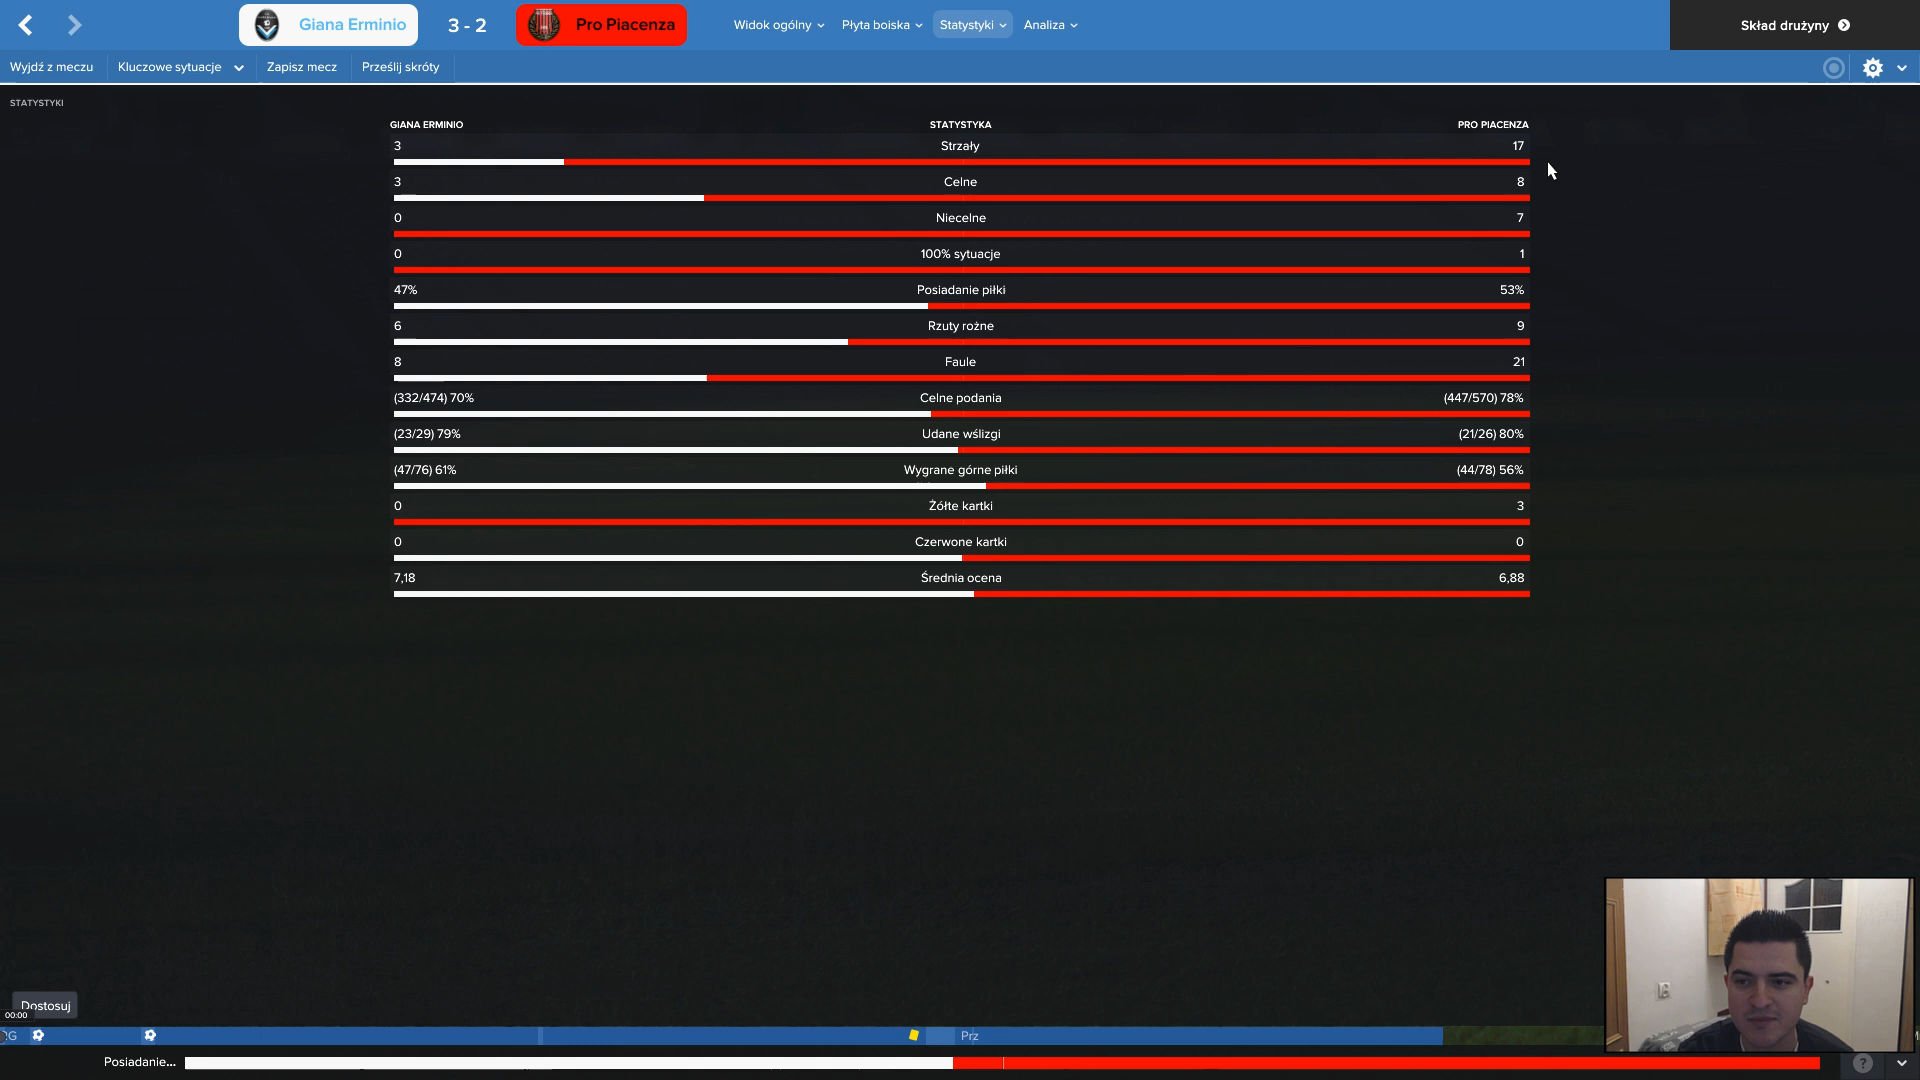 Giana Erminio
3 - 2
Pro Piacenza
Widok ogólny
Płyta boiska
Statystyki
Analiza
Skład drużyny
Wyjdź z meczu
Kluczowe sytuacje
Zapisz mecz
Prześlij skróty
STATYSTYKI
GIANA ERMINIO STATYSTYKA PRO PIACENZA
3 Strzały 17
3 Celne 8
0 Niecelne 7
0 100% sytuacje 1
47% Posiadanie piłki 53%
6 Rzuty rożne 9
8 Faule 21
(332/474) 70% Celne podania (447/570) 78%
(23/29) 79% Udane wślizgi (21/26) 80%
(47/76) 61% Wygrane górne piłki (44/78) 56%
0 Żółte kartki 3
0 Czerwone kartki 0
7,18 Średnia ocena 6,88
Dostosuj
00:00
Prz
Posiadanie...
?